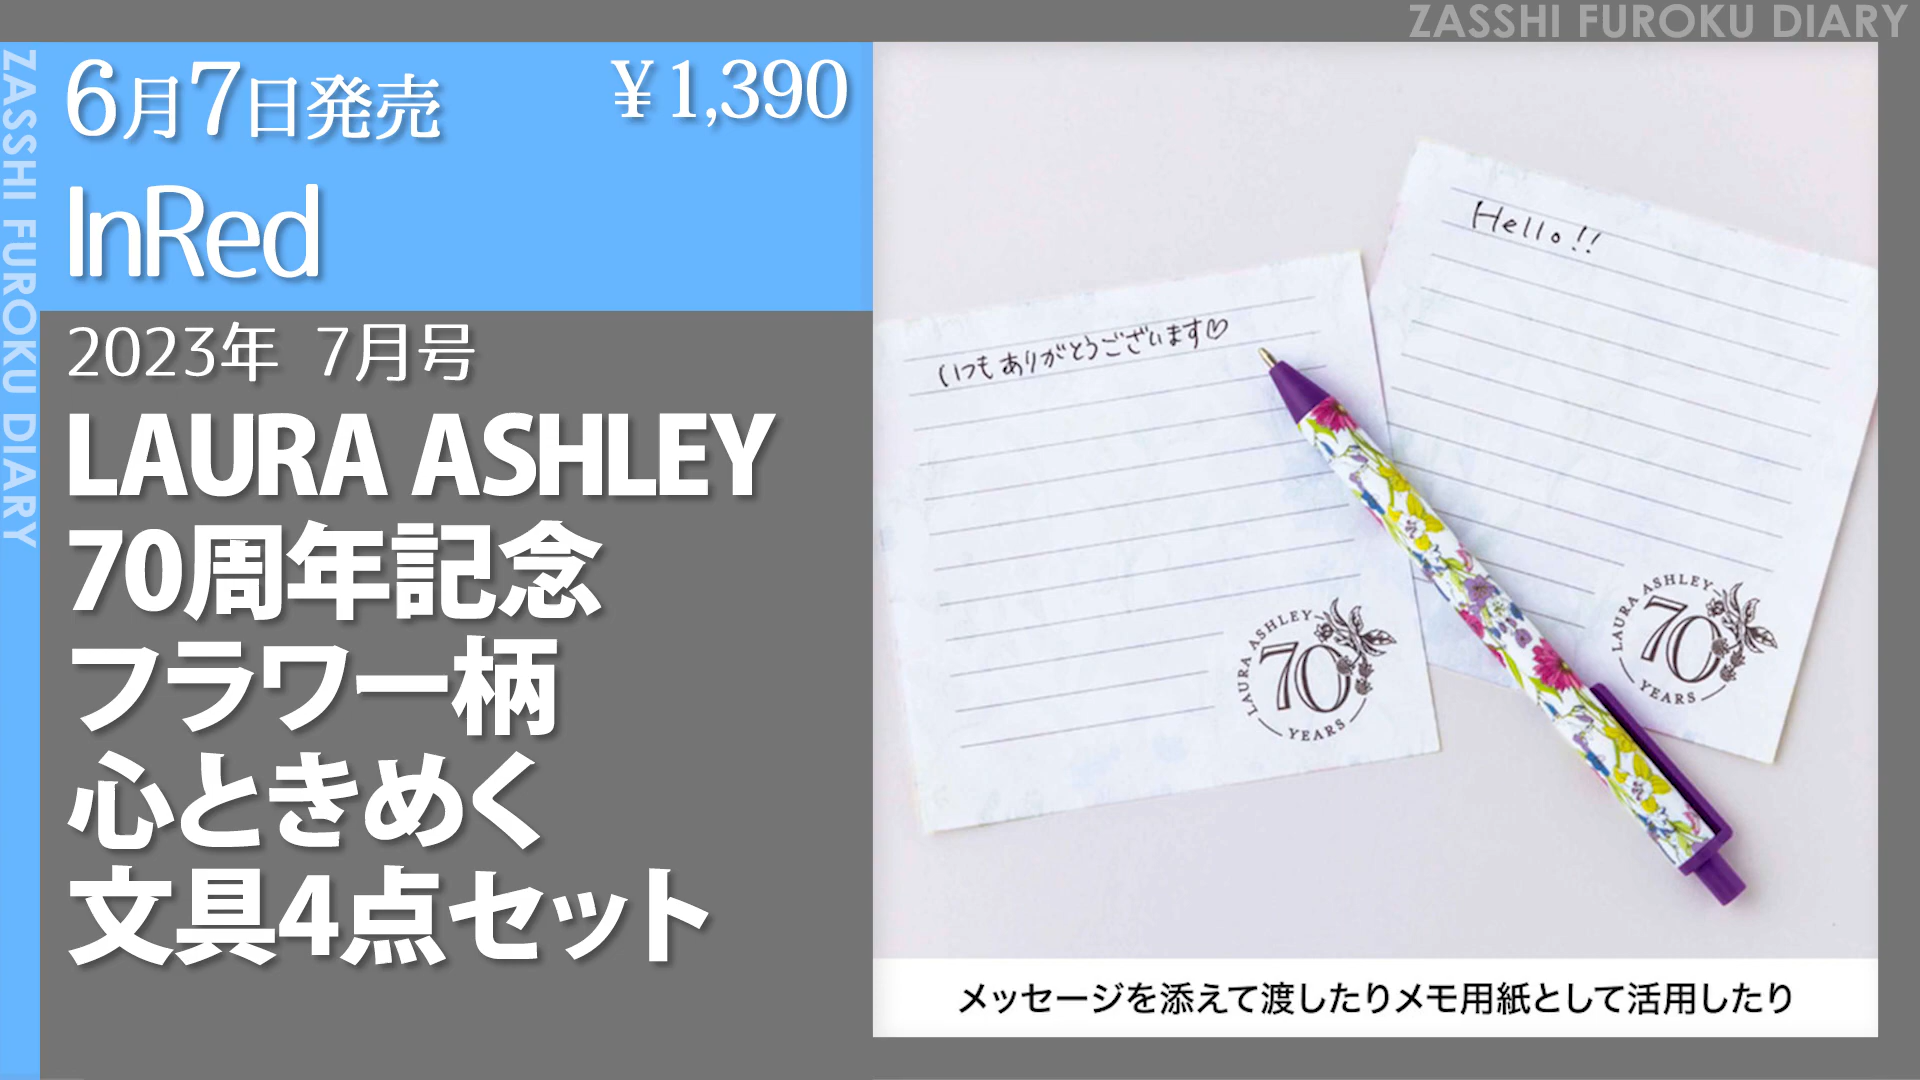 ZASSHI FUROKU DIARY
ZASSHI FUROKU DIARY
6月7日発売
¥1,390
InRed
2023年 7月号
LAURA ASHLEY
70周年記念
フラワー柄
心ときめく
文具4点セット
Hello!!
いつもありがとうございます♡
LAURA ASHLEY
70
YEARS
LAURA ASHLEY
70
YEARS
メッセージを添えて渡したりメモ用紙として活用したり